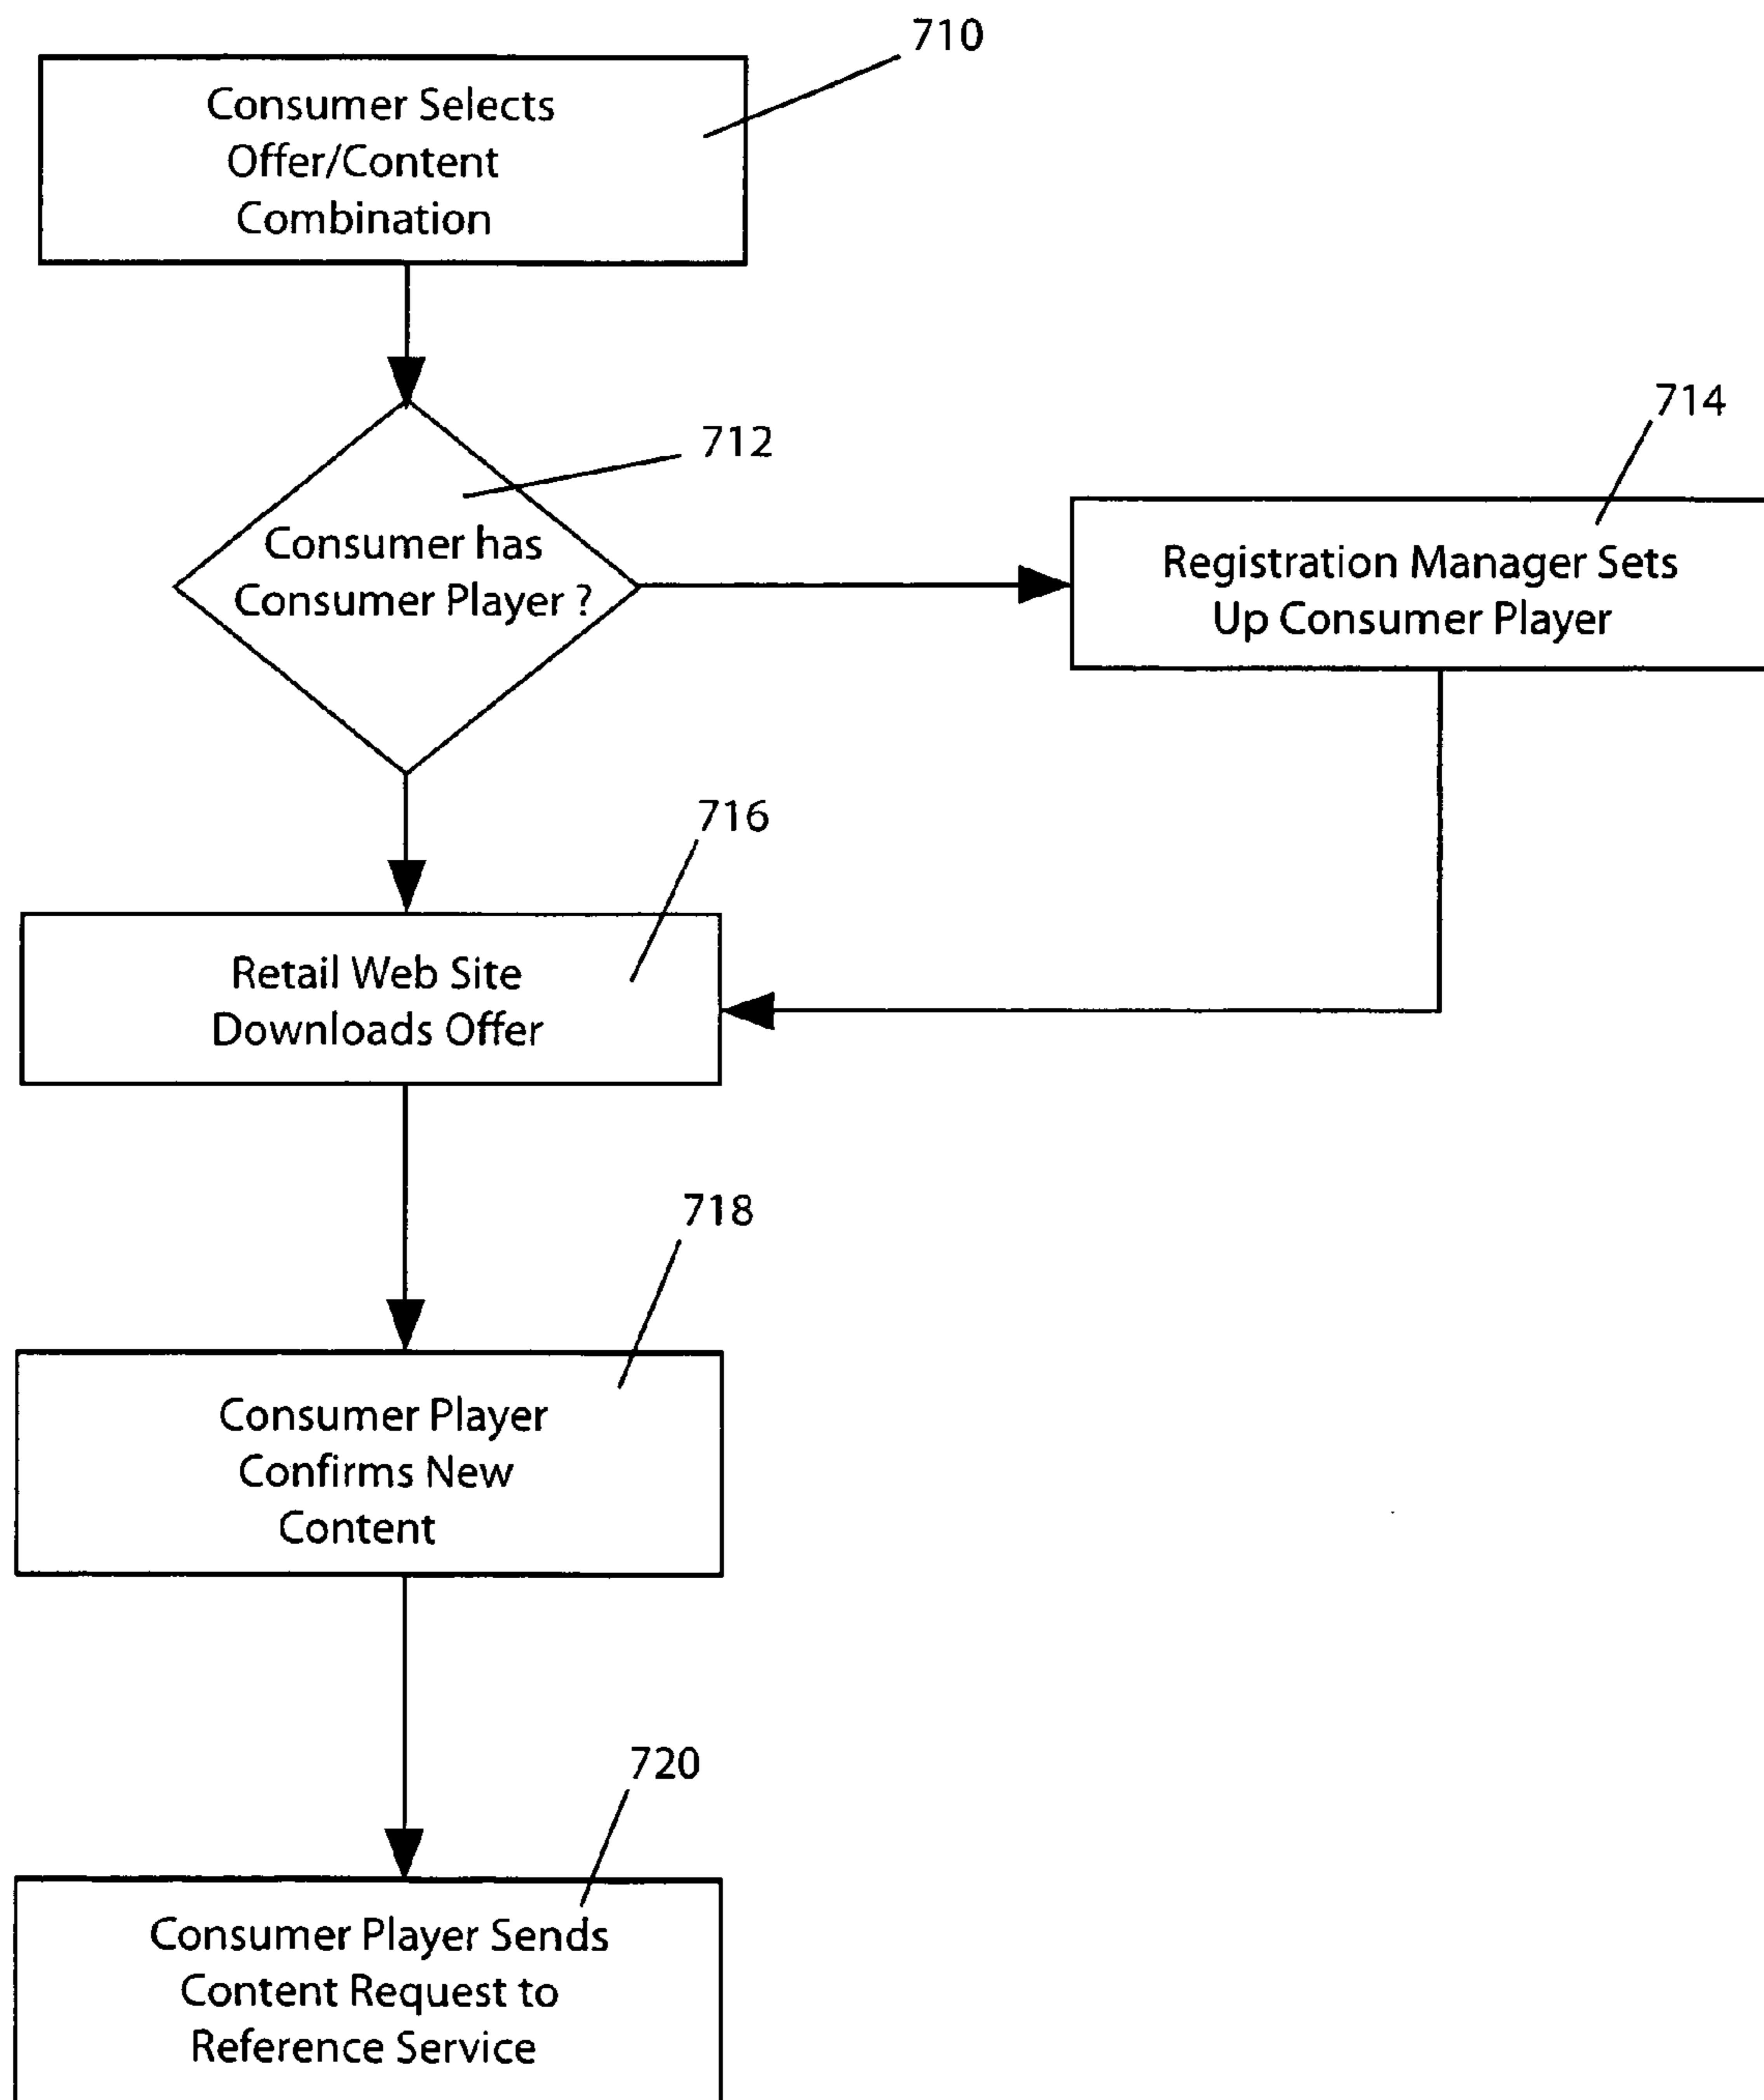 710
Consumer Selects
Offer/Content
Combination
712
Consumer has
Consumer Player ?
714
Registration Manager Sets
Up Consumer Player
716
Retail Web Site
Downloads Offer
718
Consumer Player
Confirms New
Content
720
Consumer Player Sends
Content Request to
Reference Service